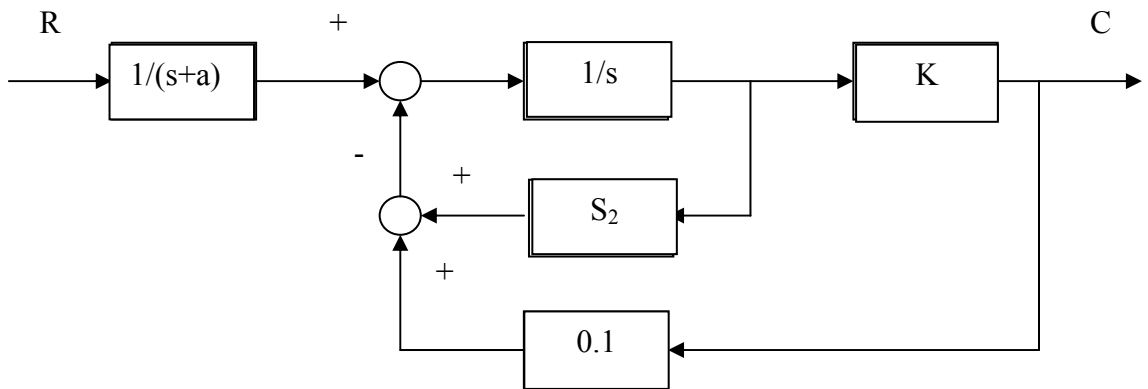 R + C
1/(s+a) 1/s K
-
+
S₂
+
0.1